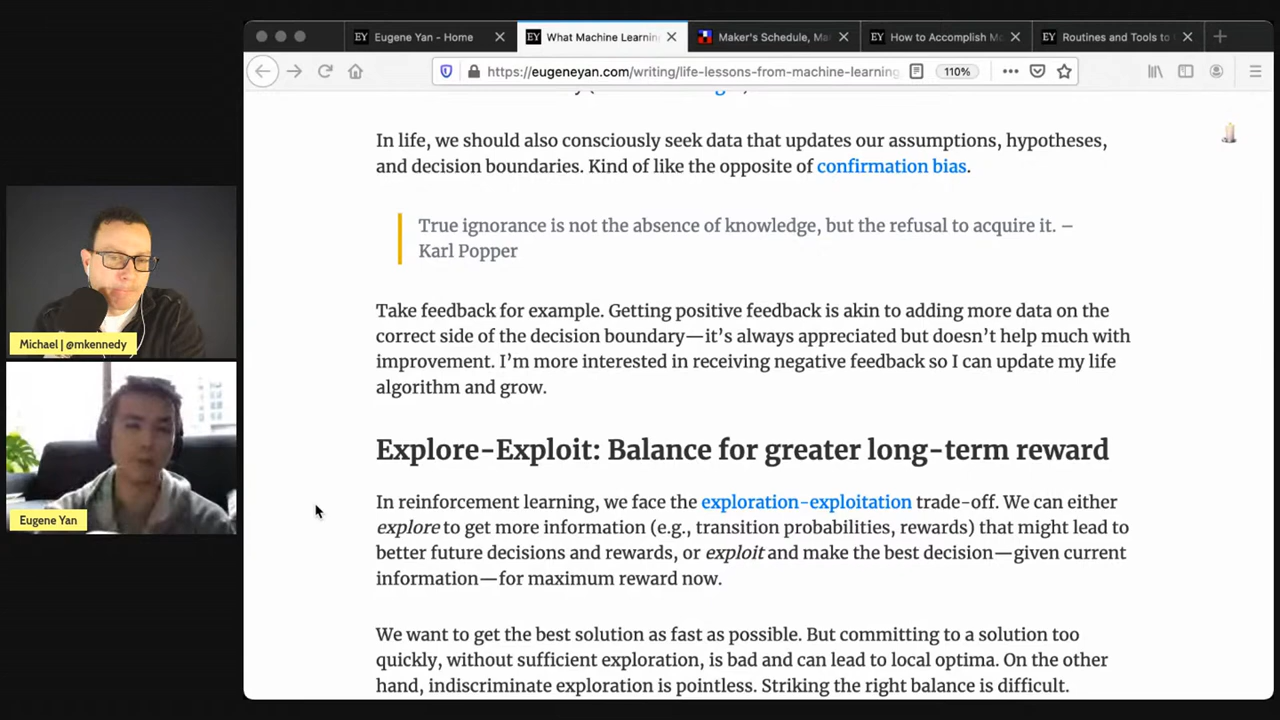 Eugene Yan - Home
What Machine Learnin
Maker's Schedule, Ma
How to Accomplish Mo
Routines and Tools to
https://eugeneyan.com/writing/life-lessons-from-machine-learning
110%
In life, we should also consciously seek data that updates our assumptions, hypotheses,
and decision boundaries. Kind of like the opposite of confirmation bias.
True ignorance is not the absence of knowledge, but the refusal to acquire it. –
Karl Popper
Take feedback for example. Getting positive feedback is akin to adding more data on the
correct side of the decision boundary—it's always appreciated but doesn't help much with
improvement. I'm more interested in receiving negative feedback so I can update my life
algorithm and grow.
Explore-Exploit: Balance for greater long-term reward
In reinforcement learning, we face the exploration-exploitation trade-off. We can either
explore to get more information (e.g., transition probabilities, rewards) that might lead to
better future decisions and rewards, or exploit and make the best decision—given current
information—for maximum reward now.
We want to get the best solution as fast as possible. But committing to a solution too
quickly, without sufficient exploration, is bad and can lead to local optima. On the other
hand, indiscriminate exploration is pointless. Striking the right balance is difficult.
Michael | @mkennedy
Eugene Yan